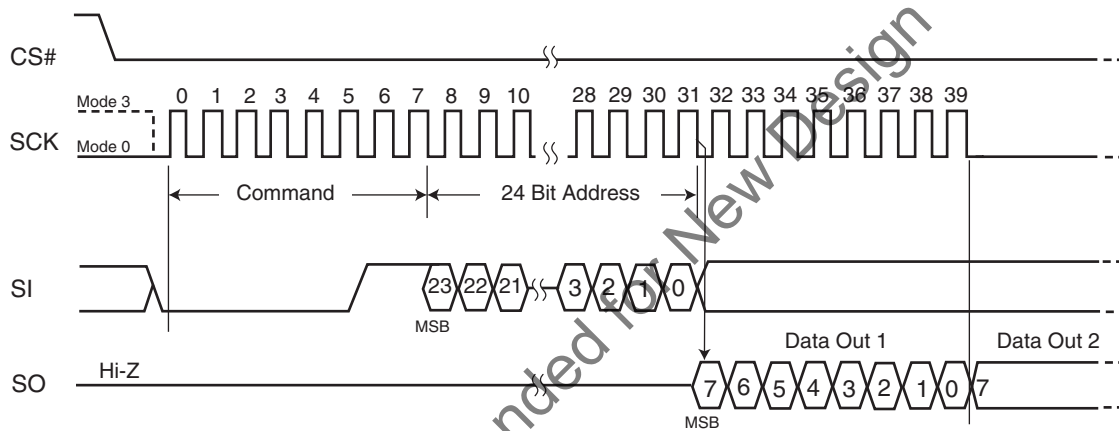 CS#
Mode 3
0 1 2 3 4 5 6 7 8 9 10 28 29 30 31 32 33 34 35 36 37 38 39
SCK
Mode 0
Command
24 Bit Address
SI
23 22 21 3 2 1 0
MSB
Data Out 1
Data Out 2
Hi-Z
SO
7 6 5 4 3 2 1 0 7
MSB
nded for New Design